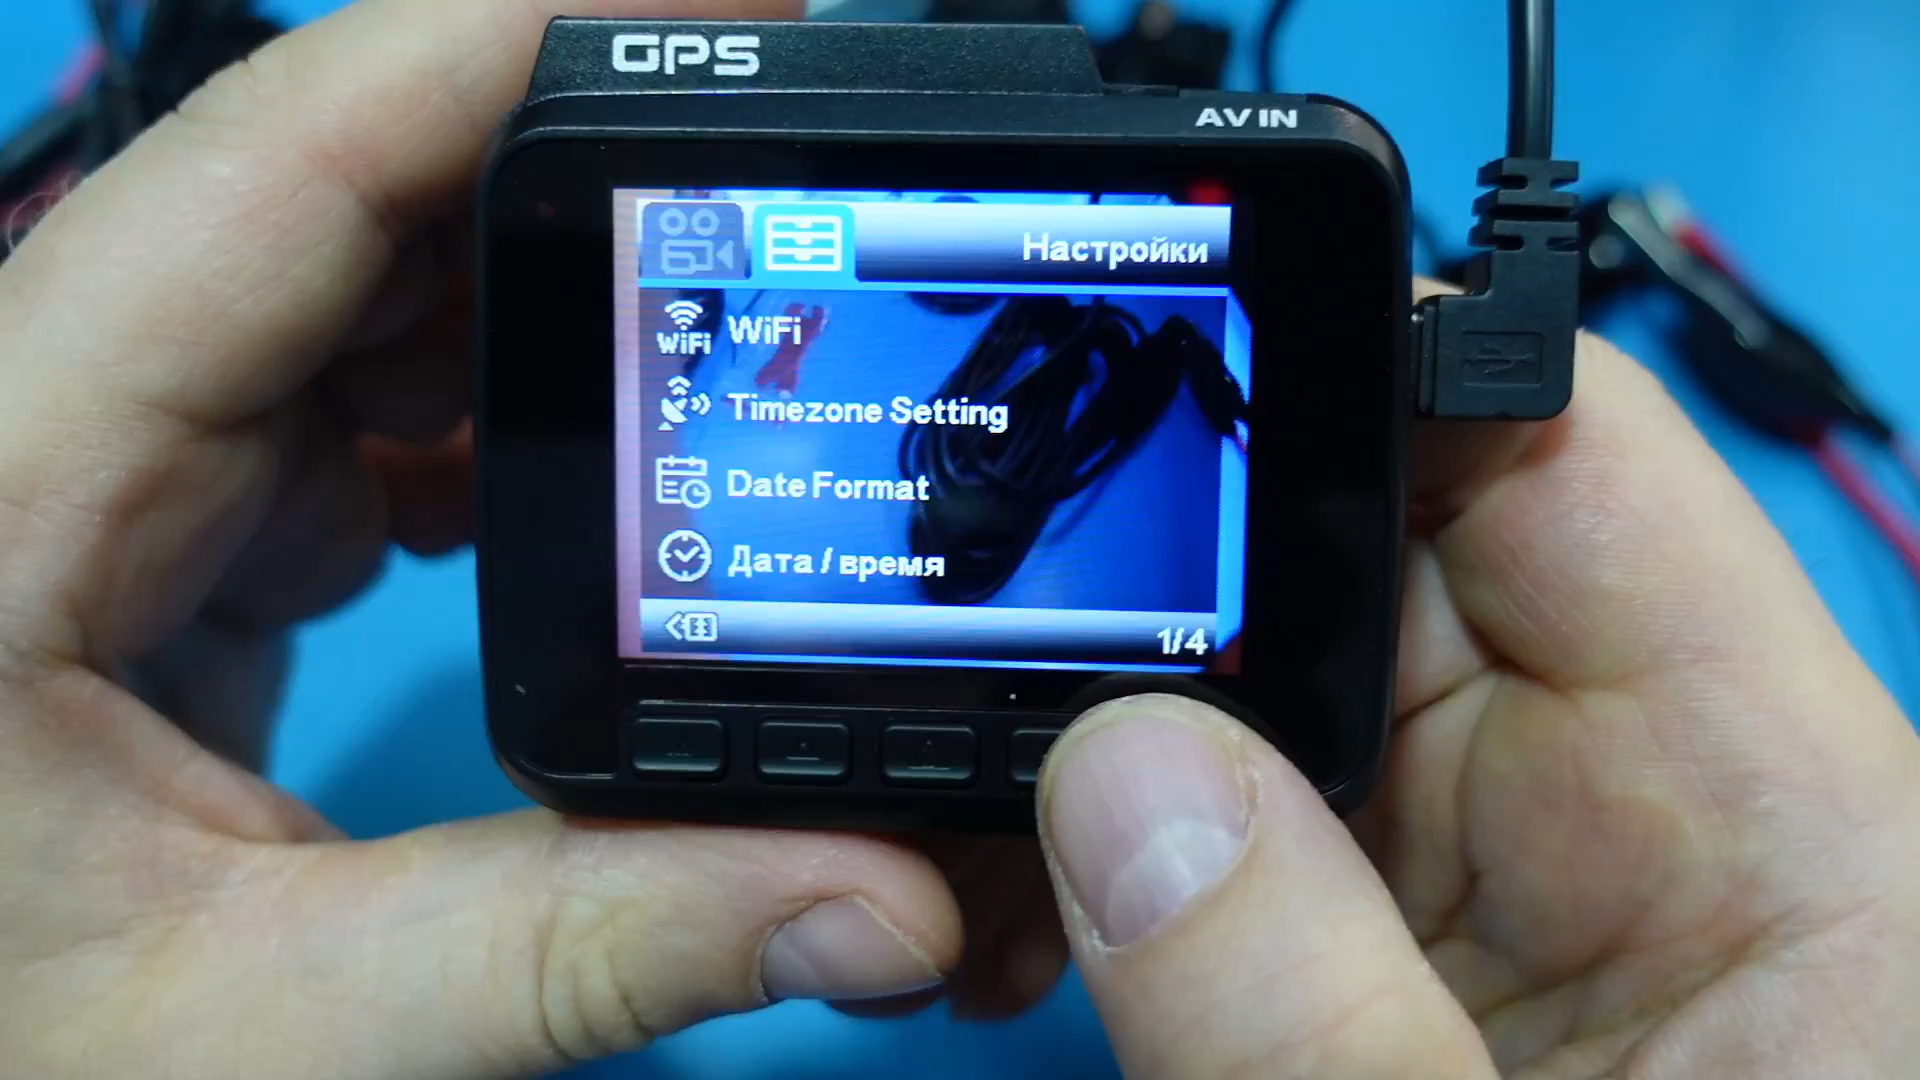 GPS
AV IN
Настройки
WiFi WiFi
Timezone Setting
Date Format
Дата / время
1/4